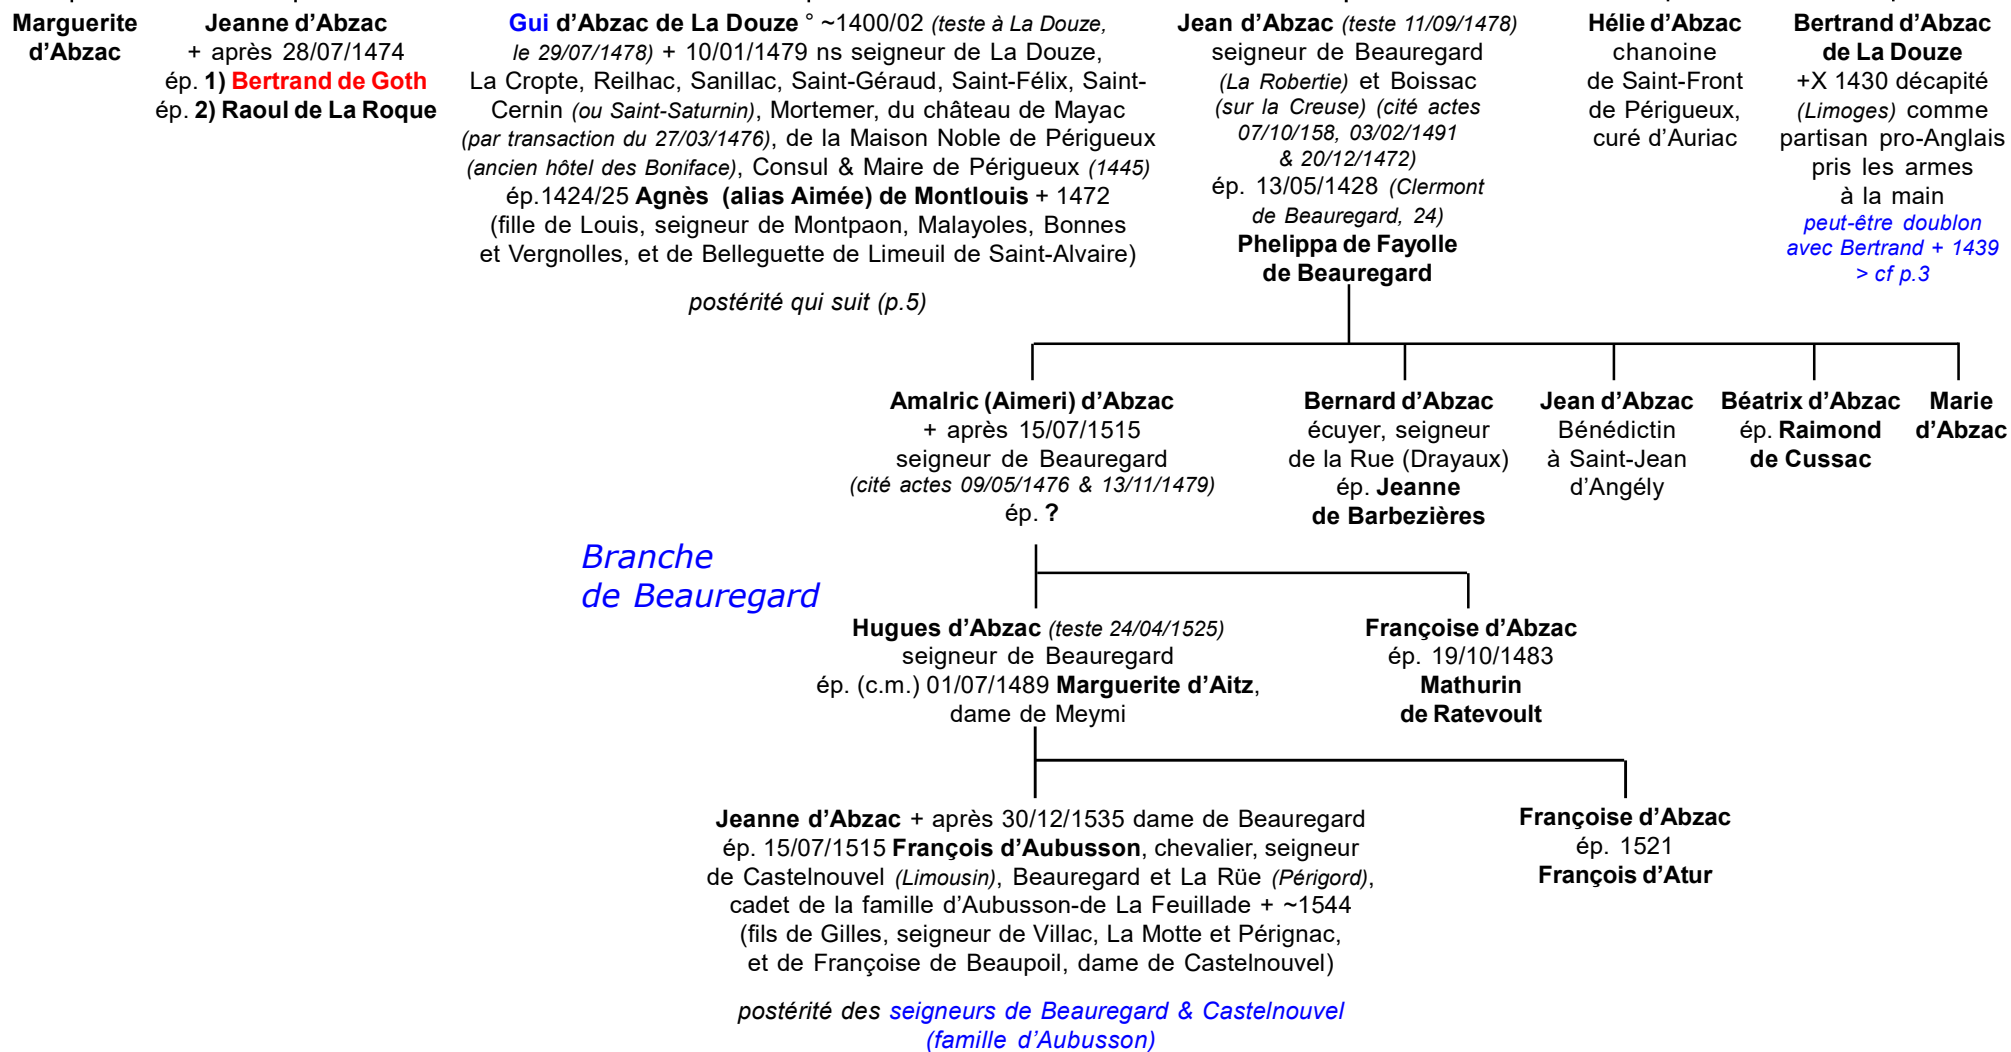 Marguerite
d'Abzac
Jeanne d'Abzac
+ après 28/07/1474
ép. 1) Bertrand de Goth
ép. 2) Raoul de La Roque
Gui d'Abzac de La Douze ° ~1400/02 (teste à La Douze,
le 29/07/1478) + 10/01/1479 ns seigneur de La Douze,
La Cropte, Reilhac, Sanillac, Saint-Géraud, Saint-Félix, Saint-
Cernin (ou Saint-Saturnin), Mortemer, du château de Mayac
(par transaction du 27/03/1476), de la Maison Noble de Périgueux
(ancien hôtel des Boniface), Consul & Maire de Périgueux (1445)
ép.1424/25 Agnès (alias Aimée) de Montlouis + 1472
(fille de Louis, seigneur de Montpaon, Malayoles, Bonnes
et Vergnolles, et de Belleguette de Limeuil de Saint-Alvaire)
postérité qui suit (p.5)
Jean d'Abzac (teste 11/09/1478)
seigneur de Beauregard
(La Robertie) et Boissac
(sur la Creuse) (cité actes
07/10/158, 03/02/1491
& 20/12/1472)
ép. 13/05/1428 (Clermont
de Beauregard, 24)
Phelippa de Fayolle
de Beauregard
Hélie d'Abzac
chanoine
de Saint-Front
de Périgueux,
curé d'Auriac
Bertrand d'Abzac
de La Douze
+X 1430 décapité
(Limoges) comme
partisan pro-Anglais
pris les armes
à la main
peut-être doublon
avec Bertrand + 1439
> cf p.3
Amalric (Aimeri) d'Abzac
+ après 15/07/1515
seigneur de Beauregard
(cité actes 09/05/1476 & 13/11/1479)
ép. ?
Bernard d'Abzac
écuyer, seigneur
de la Rue (Drayaux)
ép. Jeanne
de Barbezières
Jean d'Abzac
Bénédictin
à Saint-Jean
d'Angély
Béatrix d'Abzac
ép. Raimond
de Cussac
Marie
d'Abzac
Branche
de Beauregard
Hugues d'Abzac (teste 24/04/1525)
seigneur de Beauregard
ép. (c.m.) 01/07/1489 Marguerite d'Aitz,
dame de Meymi
Françoise d'Abzac
ép. 19/10/1483
Mathurin
de Ratevoult
Jeanne d'Abzac + après 30/12/1535 dame de Beauregard
ép. 15/07/1515 François d'Aubusson, chevalier, seigneur
de Castelnouvel (Limousin), Beauregard et La Rüe (Périgord),
cadet de la famille d'Aubusson-de La Feuillade + ~1544
(fils de Gilles, seigneur de Villac, La Motte et Pérignac,
et de Françoise de Beaupoil, dame de Castelnouvel)
postérité des seigneurs de Beauregard & Castelnouvel
(famille d'Aubusson)
Françoise d'Abzac
ép. 1521
François d'Atur